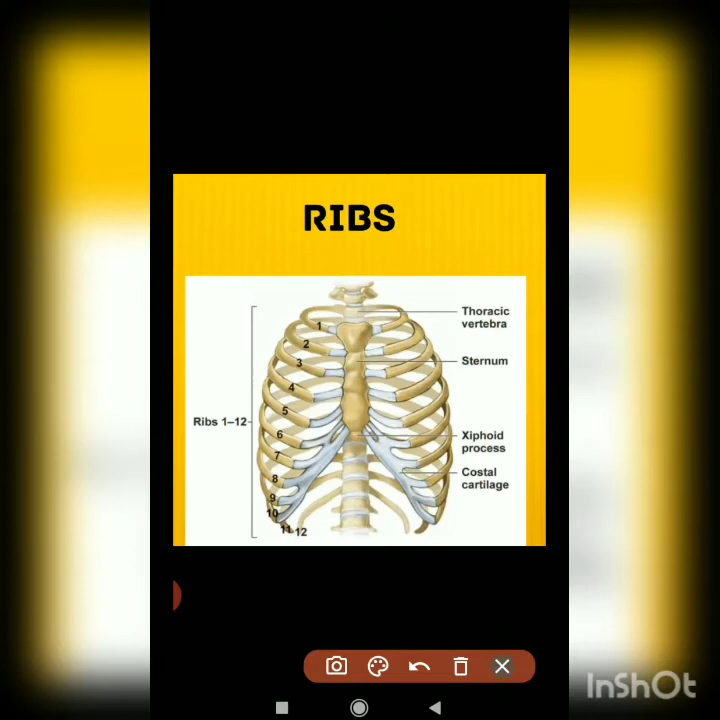 RIBS
Thoracic
vertebra
Sternum
Ribs 1–12
Xiphoid
process
Costal
cartilage
1
2
3
4
5
6
7
8
9
10
11 12
InShOt